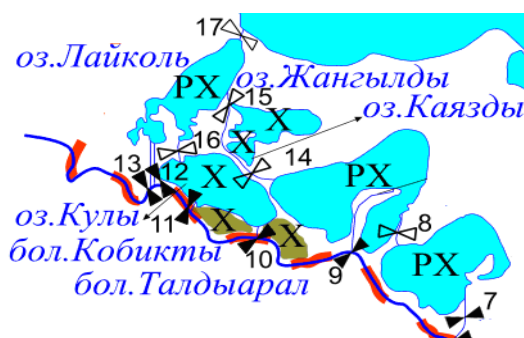 17
оз.Лайколь
РХ
оз.Жангылды
15
Х
оз.Каязды
Х
16
14
13
12
Х
РХ
оз.Кулы
11
Х
Х
8
бол.Кобикты
10
9
РХ
бол.Талдыарал
7